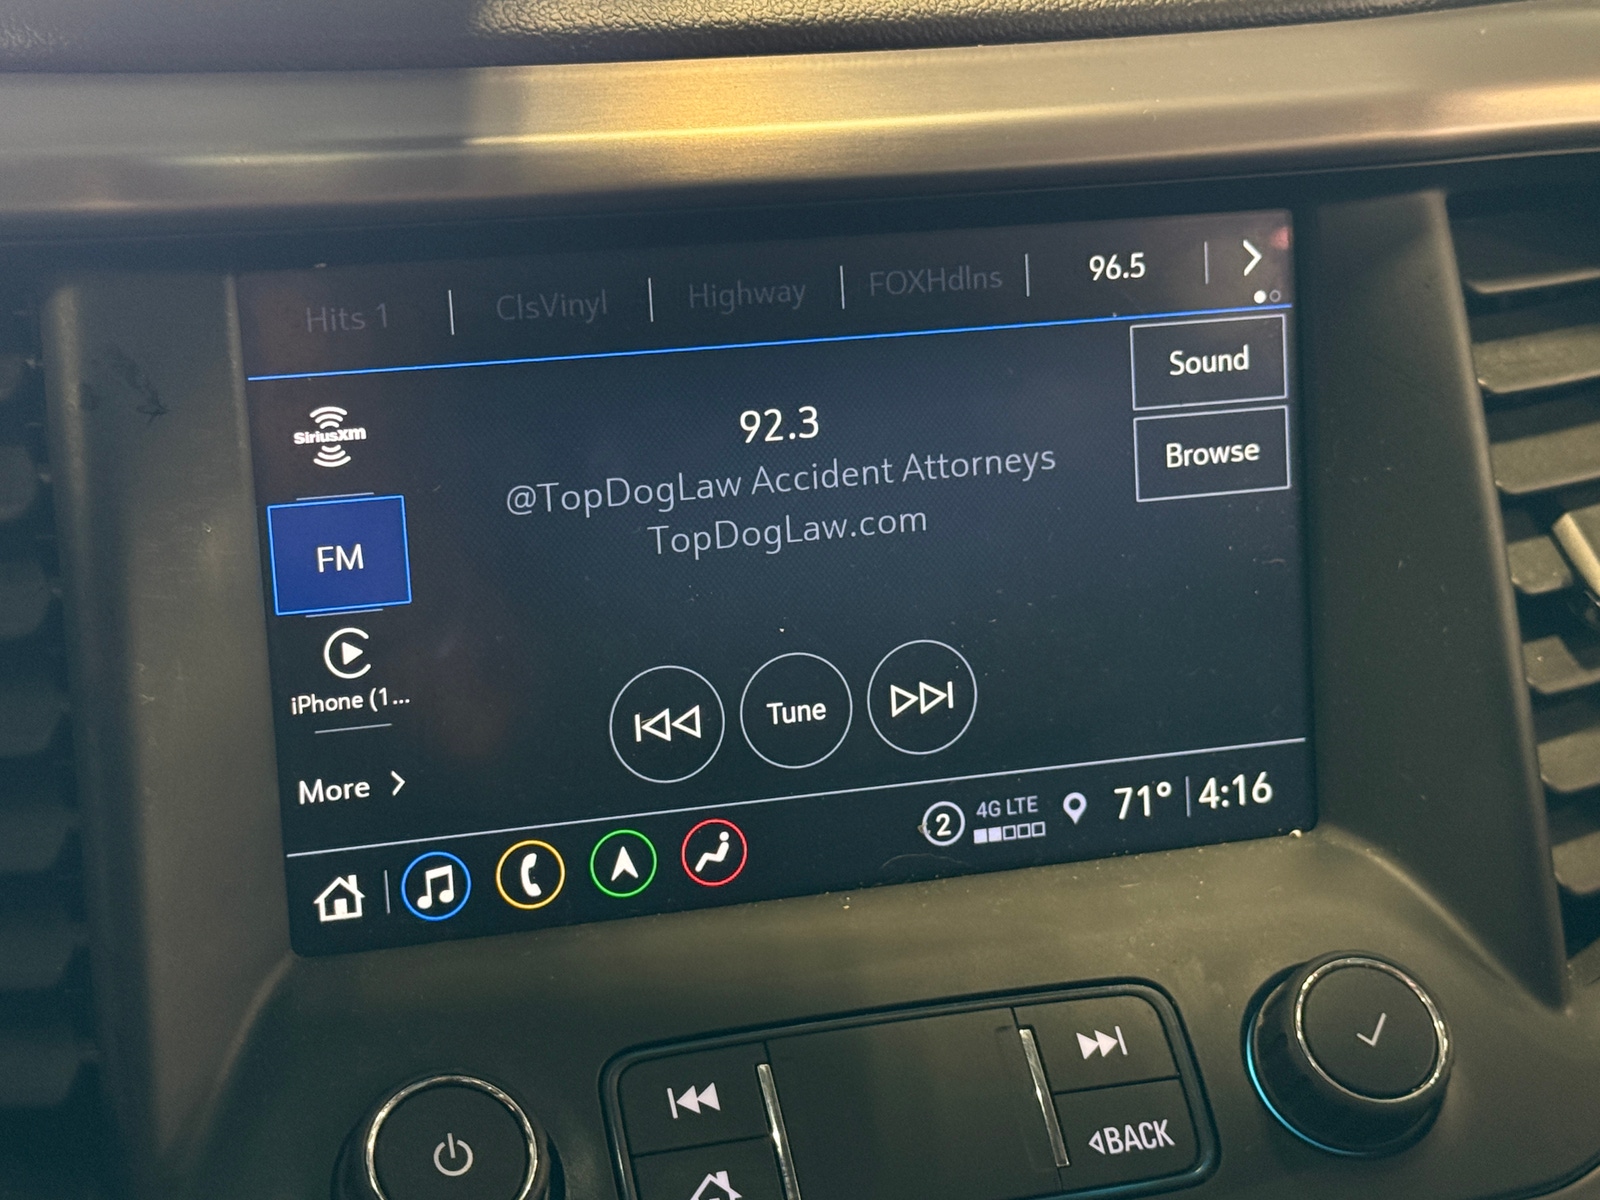 Hits 1
ClsVinyl
Highway
FOXHdlns
96.5
SiriusXm
FM
iPhone (1...
More
92.3
@TopDogLaw Accident Attorneys
TopDogLaw.com
Sound
Browse
Tune
2
4G LTE
71°
4:16
BACK